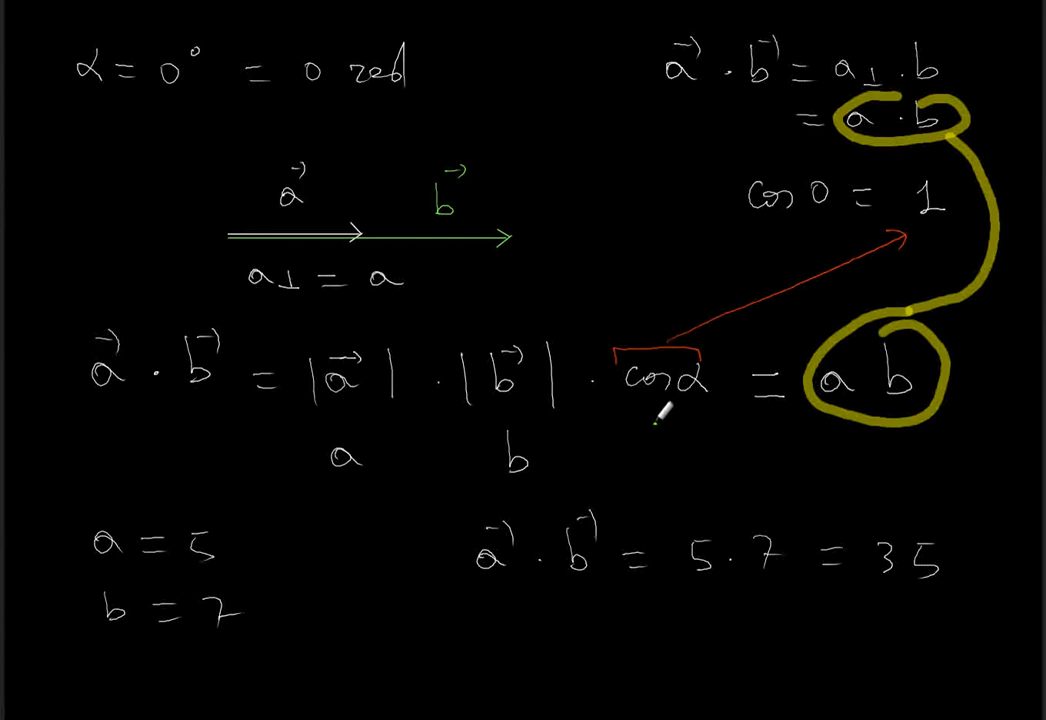 α = 0° = 0 rad
a⃗ · b⃗ = a⊥ · b
= a · b
cos 0 = 1
a⃗ b⃗
a⊥ = a
a⃗ · b⃗ = |a⃗| · |b⃗| · cos α = a b
a b
a = 5
a⃗ · b⃗ = 5 · 7 = 35
b = 7